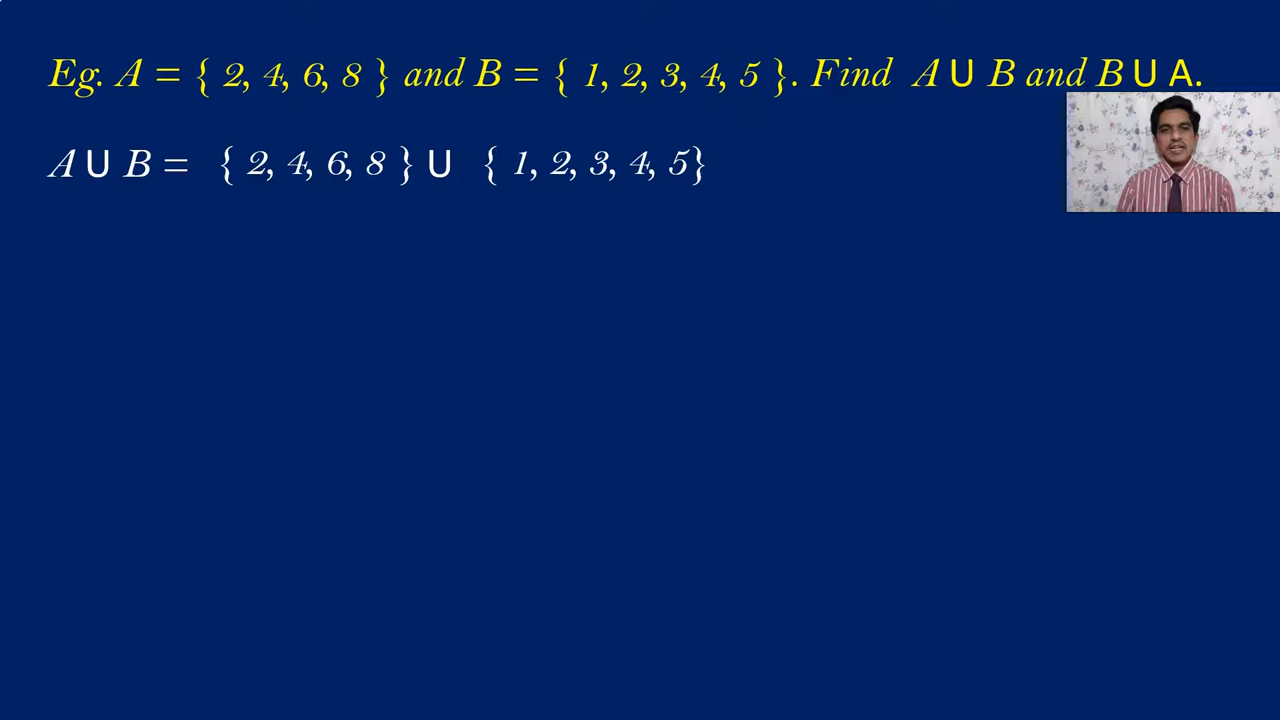 Eg. A = { 2, 4, 6, 8 } and B = { 1, 2, 3, 4, 5 }. Find A U B and B U A.
A U B = { 2, 4, 6, 8 } U { 1, 2, 3, 4, 5}